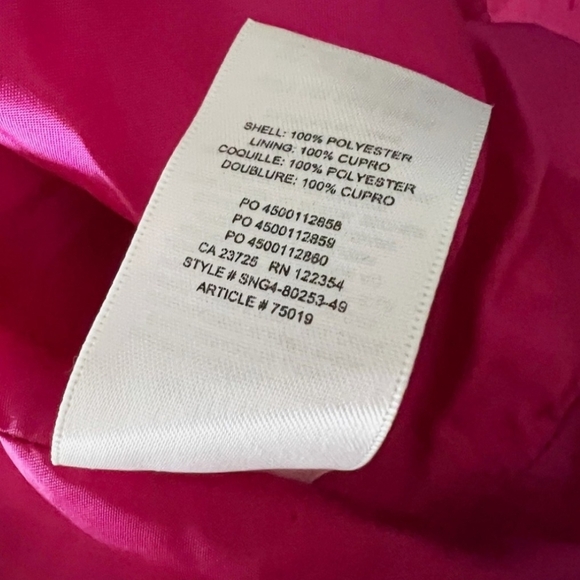 SHELL: 100% POLYESTER
LINING: 100% CUPRO
COQUILLE: 100% POLYESTER
DOUBLURE: 100% CUPRO
PO 4500112858
PO 4500112859
PO 4500112860
CA 23725 RN 122354
STYLE # SNG4-80253-49
ARTICLE # 75019